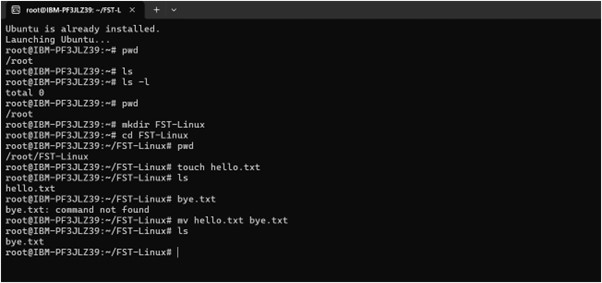 root@IBM-PF3JLZ39: ~/FST-L
Ubuntu is already installed.
Launching Ubuntu...
root@IBM-PF3JLZ39:~# pwd
/root
root@IBM-PF3JLZ39:~# ls
root@IBM-PF3JLZ39:~# ls -l
total 0
root@IBM-PF3JLZ39:~# pwd
/root
root@IBM-PF3JLZ39:~# mkdir FST-Linux
root@IBM-PF3JLZ39:~# cd FST-Linux
root@IBM-PF3JLZ39:~/FST-Linux# pwd
/root/FST-Linux
root@IBM-PF3JLZ39:~/FST-Linux# touch hello.txt
root@IBM-PF3JLZ39:~/FST-Linux# ls
hello.txt
root@IBM-PF3JLZ39:~/FST-Linux# bye.txt
bye.txt: command not found
root@IBM-PF3JLZ39:~/FST-Linux# mv hello.txt bye.txt
root@IBM-PF3JLZ39:~/FST-Linux# ls
bye.txt
root@IBM-PF3JLZ39:~/FST-Linux#